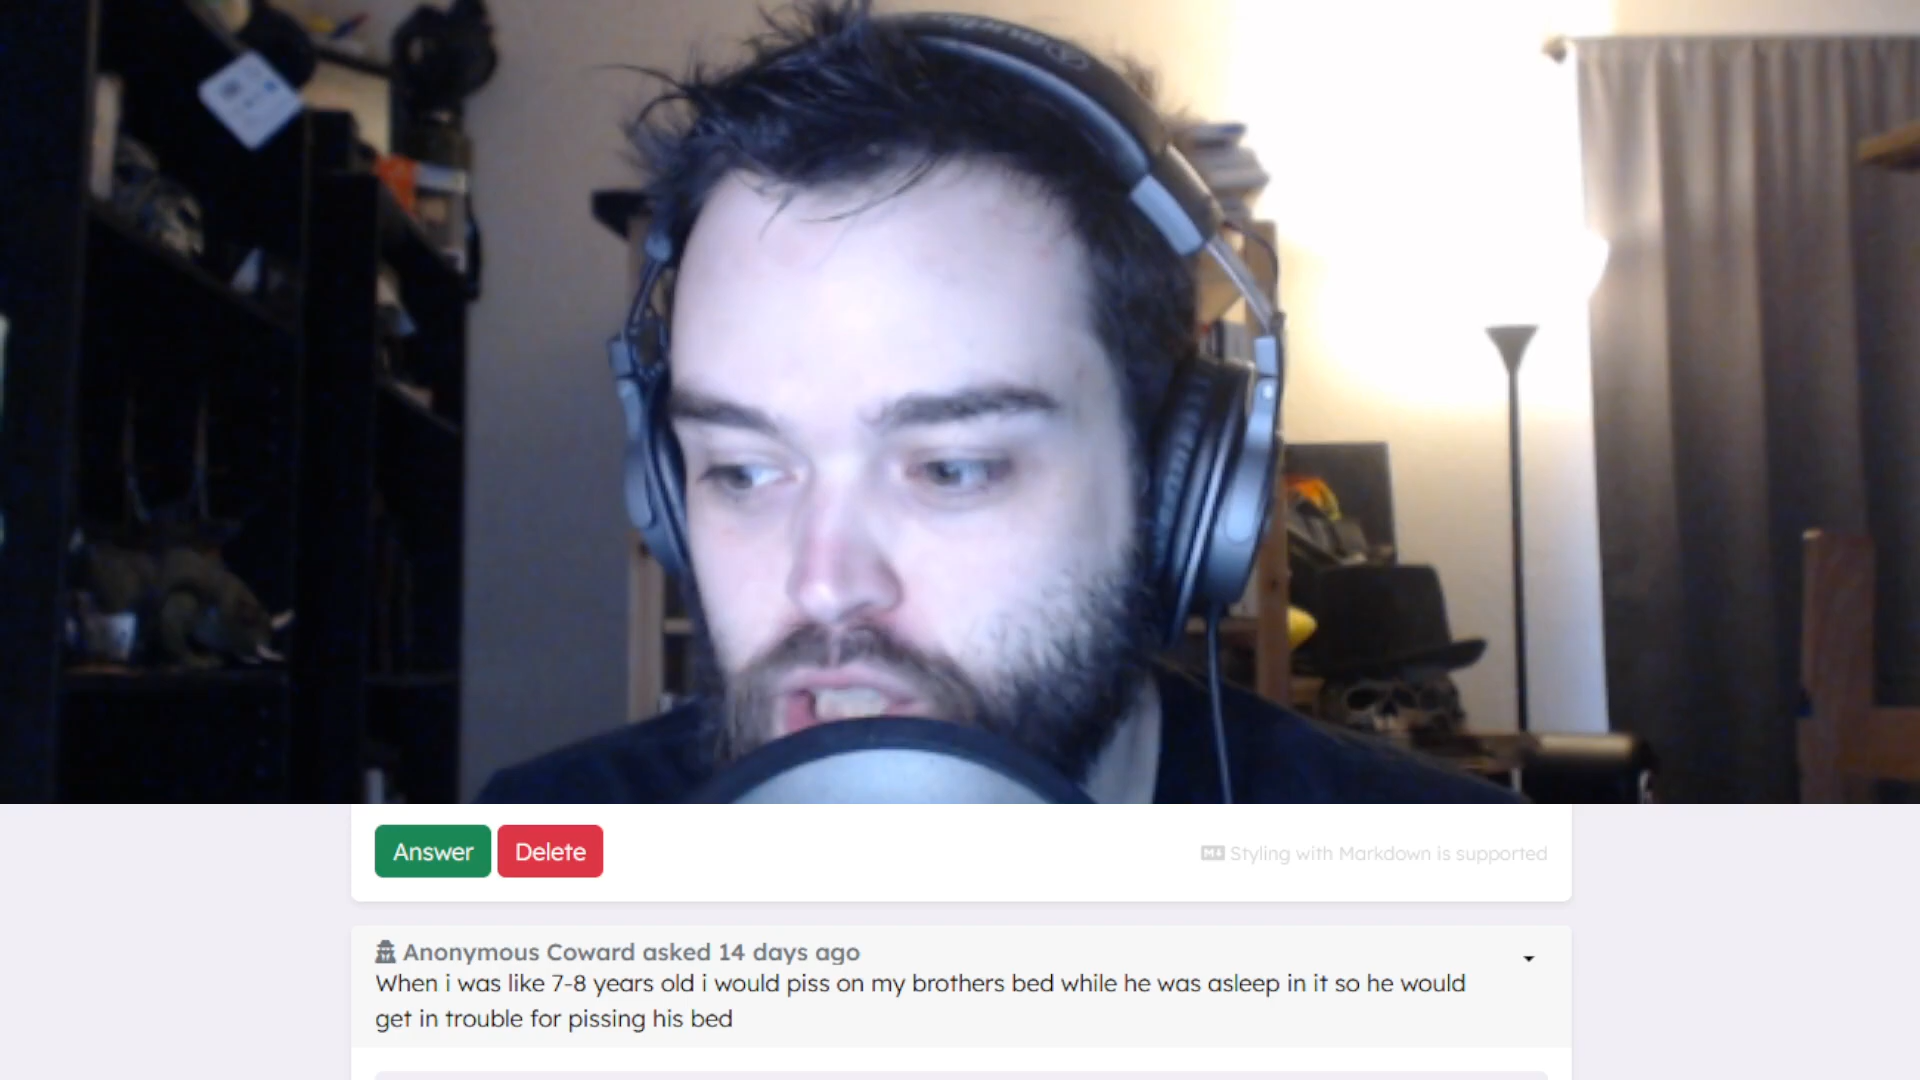 Answer Delete Styling with Markdown is supported
Anonymous Coward asked 14 days ago
When i was like 7-8 years old i would piss on my brothers bed while he was asleep in it so he would
get in trouble for pissing his bed